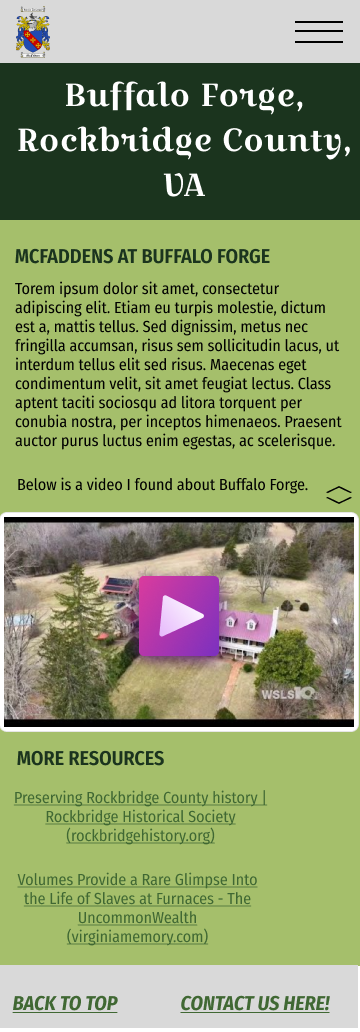 Buffalo Forge,
Rockbridge County,
VA
MCFADDENS AT BUFFALO FORGE
Torem ipsum dolor sit amet, consectetur
adipiscing elit. Etiam eu turpis molestie, dictum
est a, mattis tellus. Sed dignissim, metus nec
fringilla accumsan, risus sem sollicitudin lacus, ut
interdum tellus elit sed risus. Maecenas eget
condimentum velit, sit amet feugiat lectus. Class
aptent taciti sociosqu ad litora torquent per
conubia nostra, per inceptos himenaeos. Praesent
auctor purus luctus enim egestas, ac scelerisque.
Below is a video I found about Buffalo Forge.
WSLS10
MORE RESOURCES
Preserving Rockbridge County history |
Rockbridge Historical Society
(rockbridgehistory.org)
Volumes Provide a Rare Glimpse Into
the Life of Slaves at Furnaces - The
UncommonWealth
(virginiamemory.com)
BACK TO TOP
CONTACT US HERE!